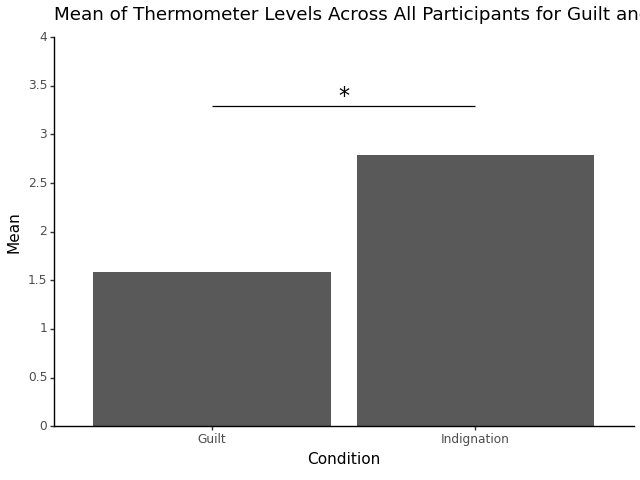 Mean of Thermometer Levels Across All Participants for Guilt
4
3.5
*
3
2.5
2
1.5
1
0.5
0
Mean
Guilt Indignation
Condition